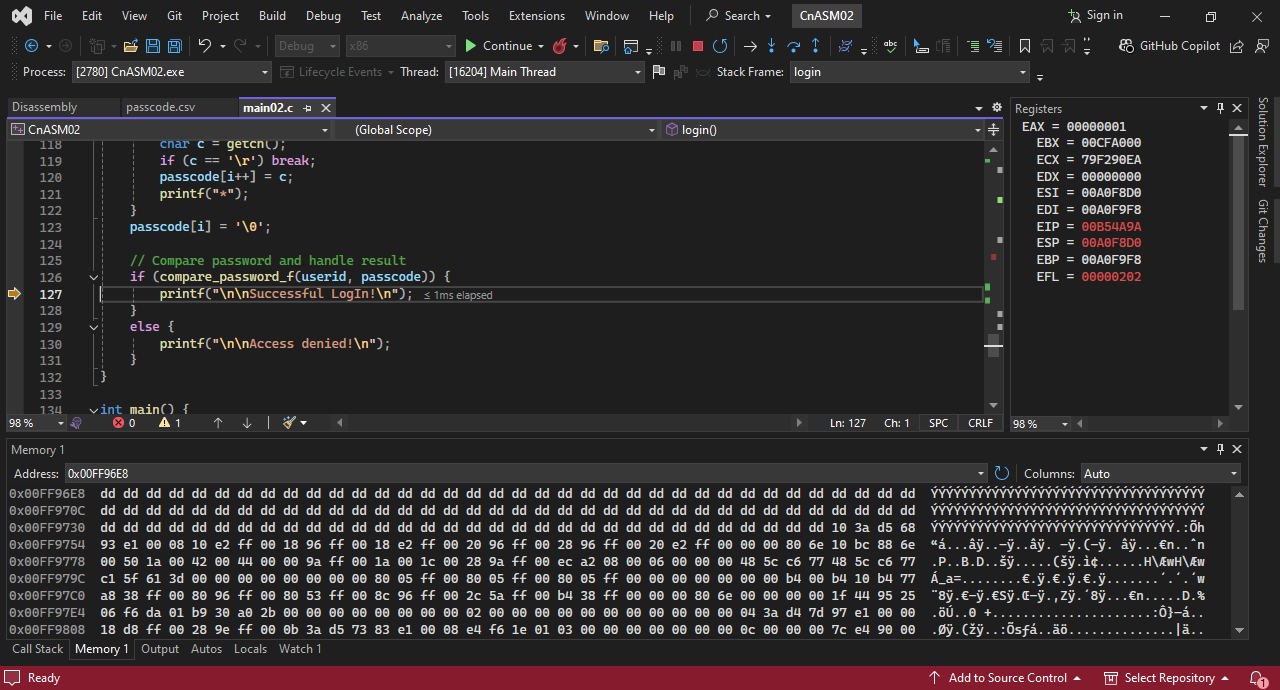 File Edit View Git Project Build Debug Test Analyze Tools Extensions Window Help Search CnASM02 Sign in
Debug x86 Continue GitHub Copilot
Process: [2780] CnASM02.exe Lifecycle Events Thread: [16204] Main Thread Stack Frame: login
Disassembly passcode.csv main02.c
CnASM02 (Global Scope) login()
118 char c = getch();
119 if (c == '\r') break;
120 passcode[i++] = c;
121 printf("*");
122 }
123 passcode[i] = '\0';
124
125 // Compare password and handle result
126 if (compare_password_f(userid, passcode)) {
127 printf("\n\nSuccessful LogIn!\n"); ≤ 1ms elapsed
128 }
129 else {
130 printf("\n\nAccess denied!\n");
131 }
132 }
133
134 int main() {
98 % 0 1 Ln: 127 Ch: 1 SPC CRLF
Registers
EAX = 00000001
EBX = 00CFA000
ECX = 79F290EA
EDX = 00000000
ESI = 00A0F8D0
EDI = 00A0F9F8
EIP = 00B54A9A
ESP = 00A0F8D0
EBP = 00A0F9F8
EFL = 00000202
98 %
Solution Explorer
Git Changes
Memory 1
Address: 0x00FF96E8 Columns: Auto
0x00FF96E8 dd dd dd dd dd dd dd dd dd dd dd dd dd dd dd dd dd dd dd dd dd dd dd dd dd dd dd dd dd dd dd dd dd dd dd dd ÝÝÝÝÝÝÝÝÝÝÝÝÝÝÝÝÝÝÝÝÝÝÝÝÝÝÝÝÝÝÝÝÝÝÝÝ
0x00FF970C dd dd dd dd dd dd dd dd dd dd dd dd dd dd dd dd dd dd dd dd dd dd dd dd dd dd dd dd dd dd dd dd dd dd dd dd ÝÝÝÝÝÝÝÝÝÝÝÝÝÝÝÝÝÝÝÝÝÝÝÝÝÝÝÝÝÝÝÝÝÝÝÝ
0x00FF9730 dd dd dd dd dd dd dd dd dd dd dd dd dd dd dd dd dd dd dd dd dd dd dd dd dd dd dd dd dd dd dd dd 10 3a d5 68 ÝÝÝÝÝÝÝÝÝÝÝÝÝÝÝÝÝÝÝÝÝÝÝÝÝÝÝÝÝÝÝÝ.:Õh
0x00FF9754 93 e1 00 08 10 e2 ff 00 18 96 ff 00 18 e2 ff 00 20 96 ff 00 28 96 ff 00 20 e2 ff 00 00 00 80 6e 10 bc 88 6e “á...âÿ..–ÿ..âÿ. –ÿ.(–ÿ. âÿ...€n.¼ˆn
0x00FF9778 00 50 1a 00 42 00 44 00 00 9a ff 00 1a 00 1c 00 28 9a ff 00 ec a2 08 00 06 00 00 00 48 5c c6 77 48 5c c6 77 .P..B.D..šÿ.....(šÿ.ì¢......H\ÆwH\Æw
0x00FF979C c1 5f 61 3d 00 00 00 00 00 00 00 00 80 05 ff 00 80 05 ff 00 80 05 ff 00 00 00 00 00 00 00 b4 00 b4 10 b4 77 Á_a=........€.ÿ.€.ÿ.€.ÿ.......´.´.´w
0x00FF97C0 a8 38 ff 00 80 96 ff 00 80 53 ff 00 8c 96 ff 00 2c 5a ff 00 b4 38 ff 00 00 00 80 6e 00 00 00 00 1f 44 95 25 ¨8ÿ.€–ÿ.€Sÿ.Œ–ÿ.,Zÿ.´8ÿ...€n.....D•%
0x00FF97E4 06 f6 da 01 b9 30 a0 2b 00 00 00 00 00 00 00 00 02 00 00 00 00 00 00 00 00 00 00 00 04 3a d4 7d 97 e1 00 00 .öÚ.¹0 +....................:Ô}—á..
0x00FF9808 18 d8 ff 00 28 9e ff 00 0b 3a d5 73 83 e1 00 08 e4 f6 1e 01 03 00 00 00 00 00 00 00 0c 00 00 00 7c e4 90 00 .Øÿ.(žÿ..:Õsƒá..äö..............|ä..
Call Stack Memory 1 Output Autos Locals Watch 1
Ready Add to Source Control Select Repository 1